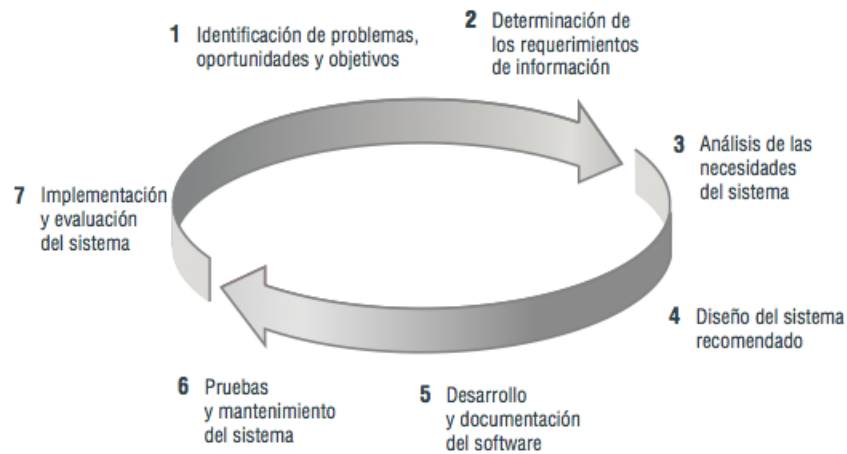 1 Identificación de problemas,
oportunidades y objetivos
2 Determinación de
los requerimientos
de información
3 Análisis de las
necesidades
del sistema
4 Diseño del sistema
recomendado
5 Desarrollo
y documentación
del software
6 Pruebas
y mantenimiento
del sistema
7 Implementación
y evaluación
del sistema